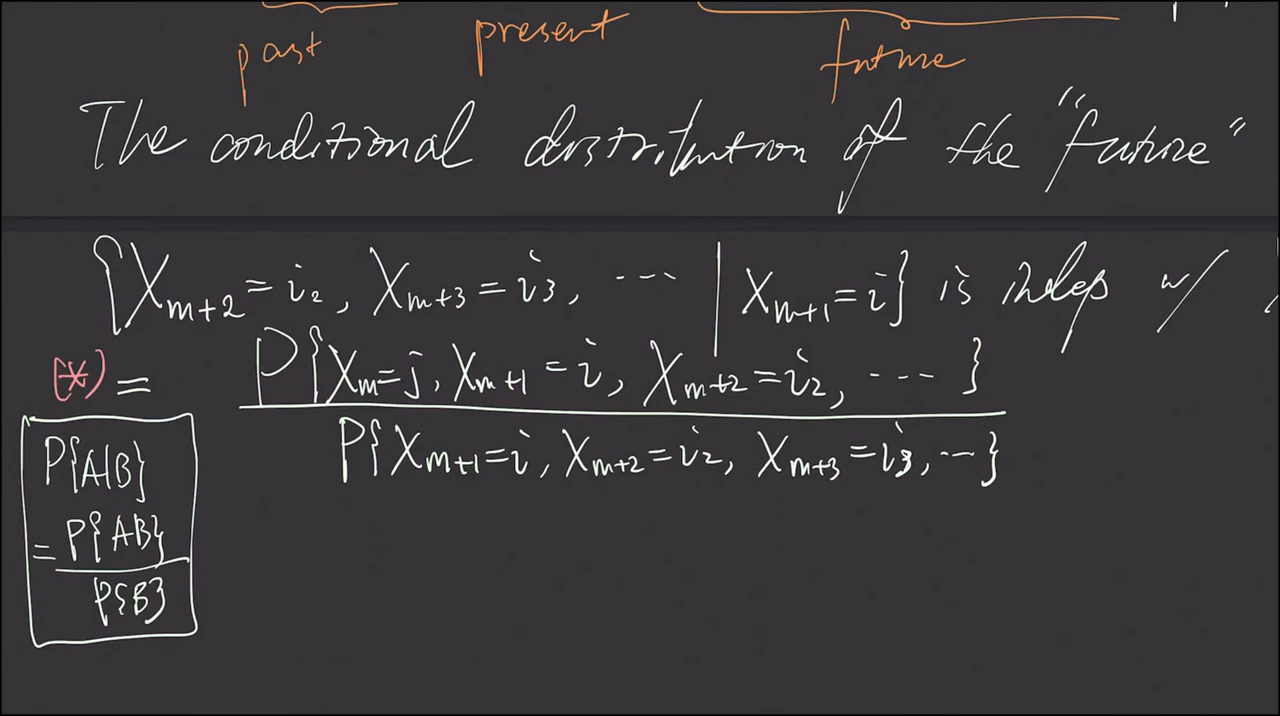 past present future
The conditional distribution of the "future"
{X_{m+2} = i_2, X_{m+3} = i_3, ... | X_{m+1} = i} is indep w/
(*) = P{X_m = j, X_{m+1} = i, X_{m+2} = i_2, ... }
P{X_{m+1} = i, X_{m+2} = i_2, X_{m+3} = i_3, ...}
P{A|B}
= P{AB}
P{B}